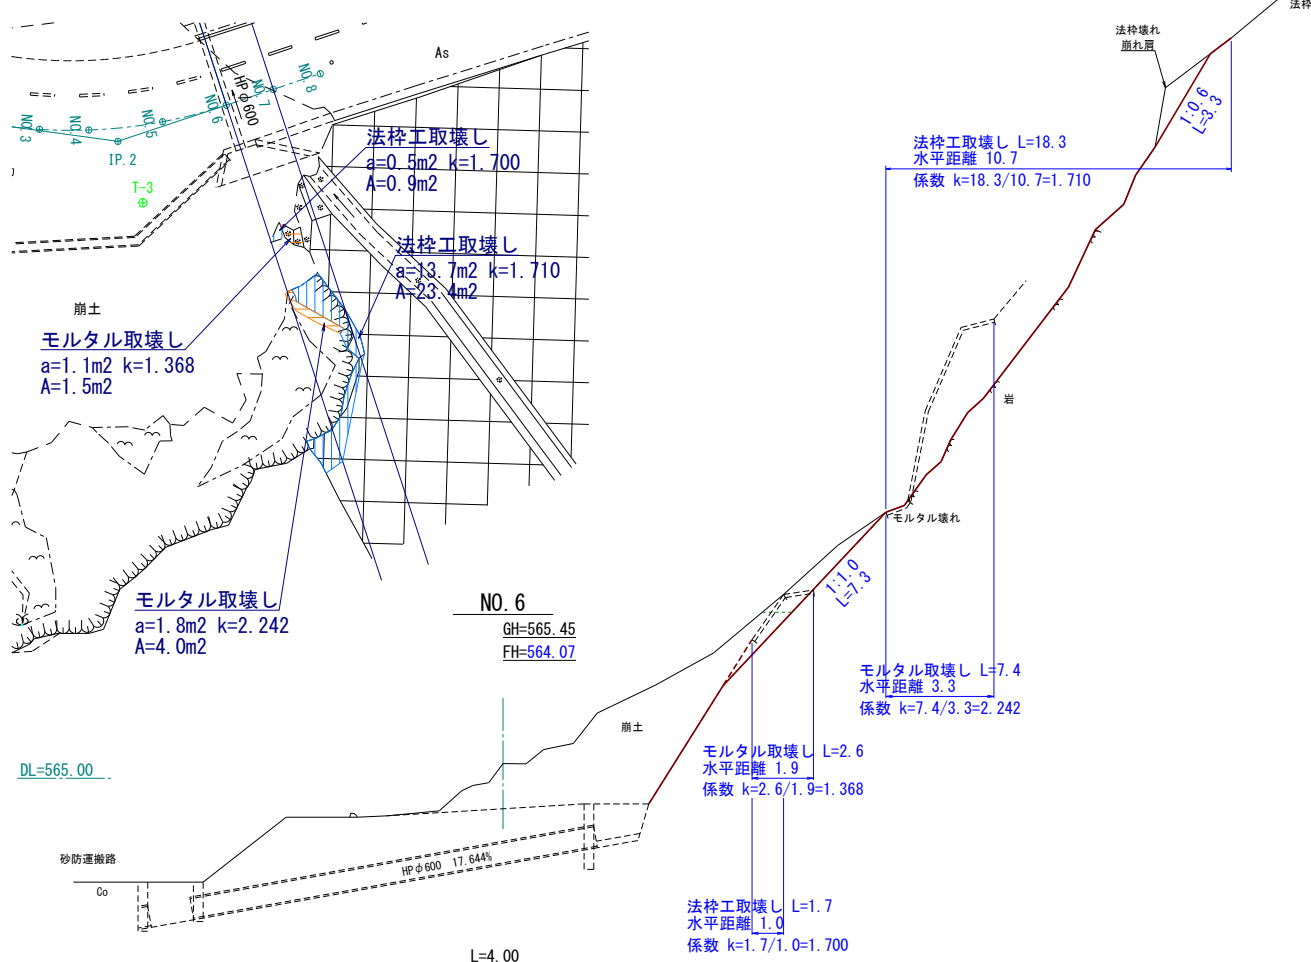 法枠
法枠壊れ
崩れ肩
As
HPφ600
NO.8
NO.7
NO.6
NO.5
NO.4
NO.3
IP.2
T-3
法枠工取壊し
a=0.5m2 k=1.700
A=0.9m2
法枠工取壊し
a=13.7m2 k=1.710
A=23.4m2
崩土
モルタル取壊し
a=1.1m2 k=1.368
A=1.5m2
モルタル取壊し
a=1.8m2 k=2.242
A=4.0m2
1:0.6
L=3.3
法枠工取壊し L=18.3
水平距離 10.7
係数 k=18.3/10.7=1.710
岩
モルタル壊れ
1:1.0
L=7.3
NO.6
GH=565.45
FH=564.07
モルタル取壊し L=7.4
水平距離 3.3
係数 k=7.4/3.3=2.242
崩土
モルタル取壊し L=2.6
水平距離 1.9
係数 k=2.6/1.9=1.368
DL=565.00
砂防運搬路
Co
HPφ600 17.644%
法枠工取壊し L=1.7
水平距離 1.0
係数 k=1.7/1.0=1.700
L=4.00